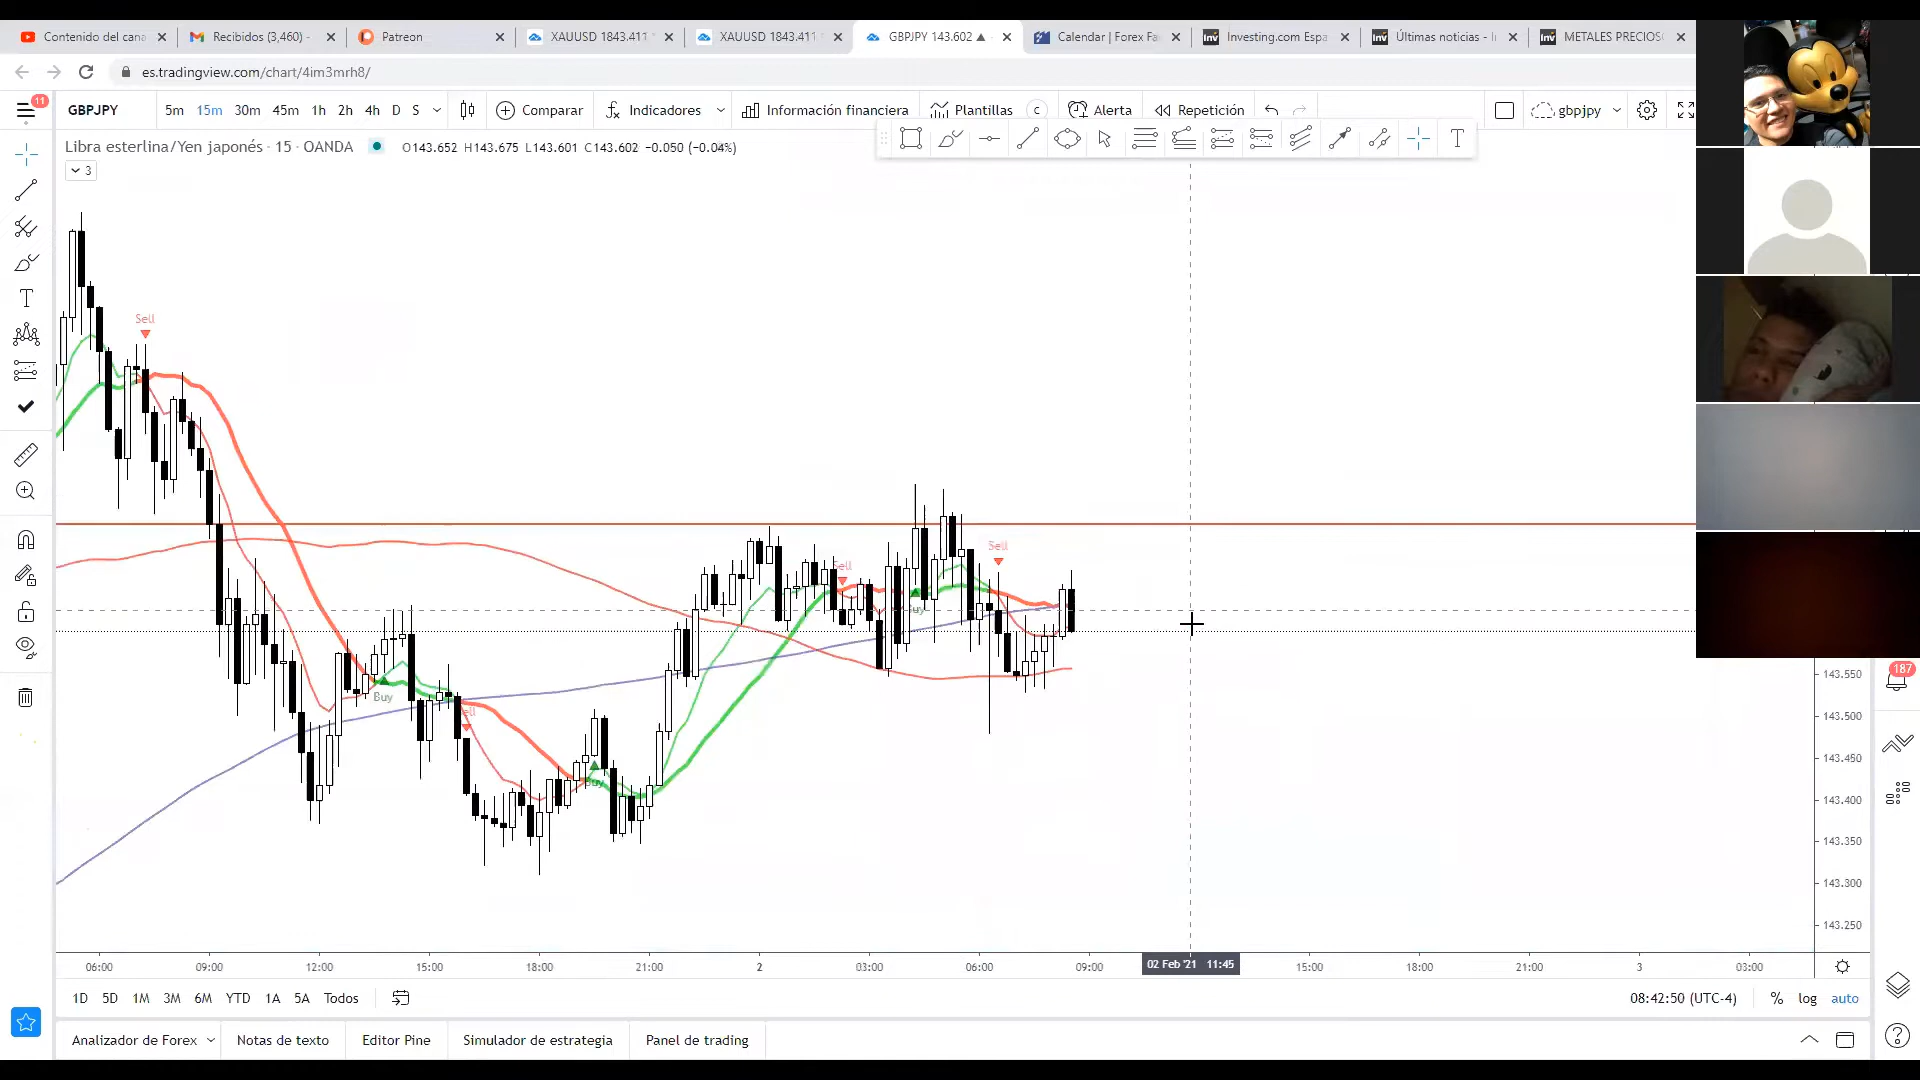 Contenido del cana
Recibidos (3,460) -
Patreon
XAUUSD 1843.411
XAUUSD 1843.411
GBPJPY 143.602 ▲
Calendar | Forex Fa
Investing.com Espa
Últimas noticias - I
METALES PRECIOS
es.tradingview.com/chart/4im3mrh8/
11
GBPJPY
5m 15m 30m 45m 1h 2h 4h D S
Comparar
Indicadores
Información financiera
Plantillas
C
Alerta
Repetición
gbpjpy
Libra esterlina/Yen japonés · 15 · OANDA
O143.652 H143.675 L143.601 C143.602 −0.050 (−0.04%)
3
Sell
Sell
Sell
Buy
Buy
187
143.550
143.500
143.450
143.400
143.350
143.300
143.250
06:00 09:00 12:00 15:00 18:00 21:00 2 03:00 06:00 09:00 02 Feb '21 11:45 15:00 18:00 21:00 3 03:00
1D 5D 1M 3M 6M YTD 1A 5A Todos
08:42:50 (UTC-4) % log auto
Analizador de Forex
Notas de texto
Editor Pine
Simulador de estrategia
Panel de trading